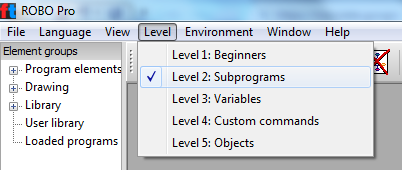 ROBO Pro
File Language View Level Environment Window Help
Element groups
Program elements
Drawing
Library
User library
Loaded programs
Level 1: Beginners
Level 2: Subprograms
Level 3: Variables
Level 4: Custom commands
Level 5: Objects